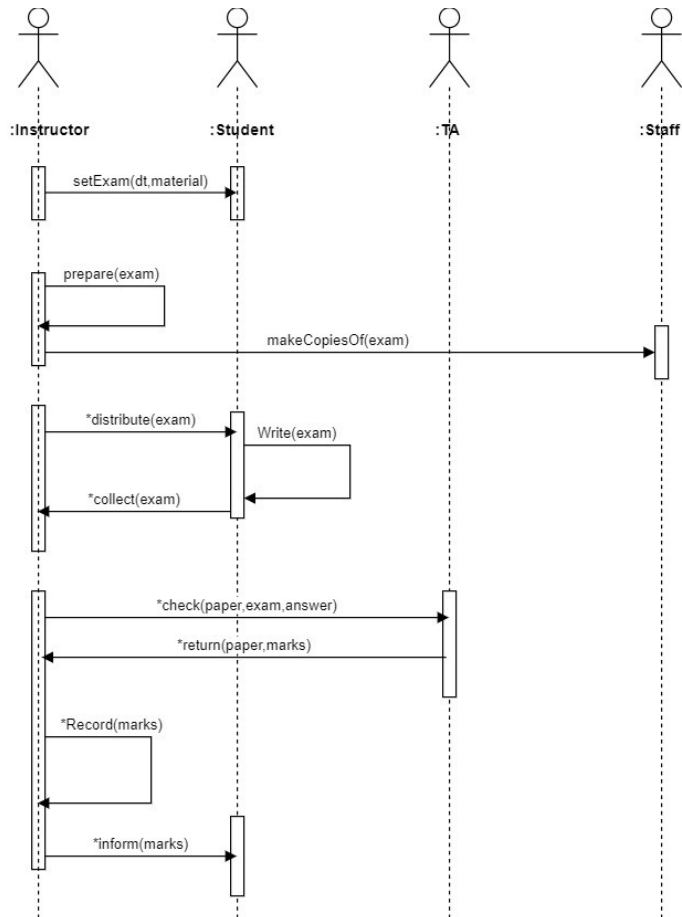 :Instructor
:Student
:TA
:Staff
setExam(dt,material)
prepare(exam)
makeCopiesOf(exam)
*distribute(exam)
Write(exam)
*collect(exam)
*check(paper,exam,answer)
*return(paper,marks)
*Record(marks)
*inform(marks)